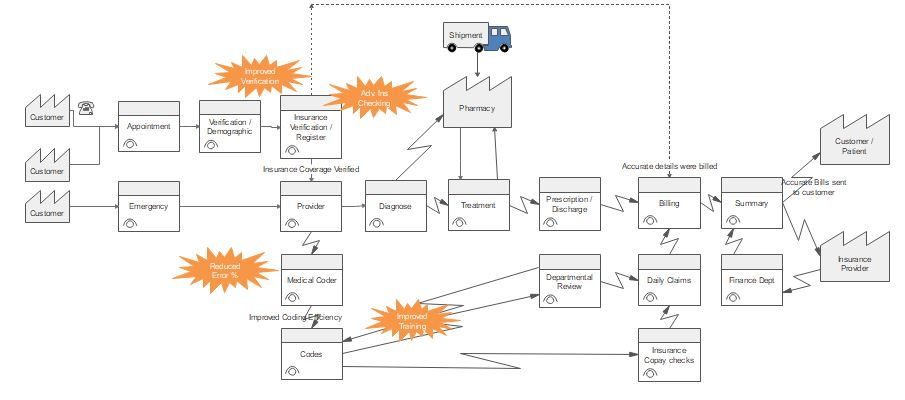 Shipment
Improved
Verification
Adv. Ins
Checking
Pharmacy
Customer
Appointment
Verification /
Demographic
Insurance
Verification /
Register
Customer /
Patient
Customer
Insurance Coverage Verified
Accurate details were billed
Accurate Bills sent
to customer
Customer
Emergency
Provider
Diagnose
Treatment
Prescription /
Discharge
Billing
Summary
Reduced
Error %
Medical Coder
Departmental
Review
Daily Claims
Finance Dept
Insurance
Provider
Improved Coding Efficiency
Improved
Training
Codes
Insurance
Copay checks